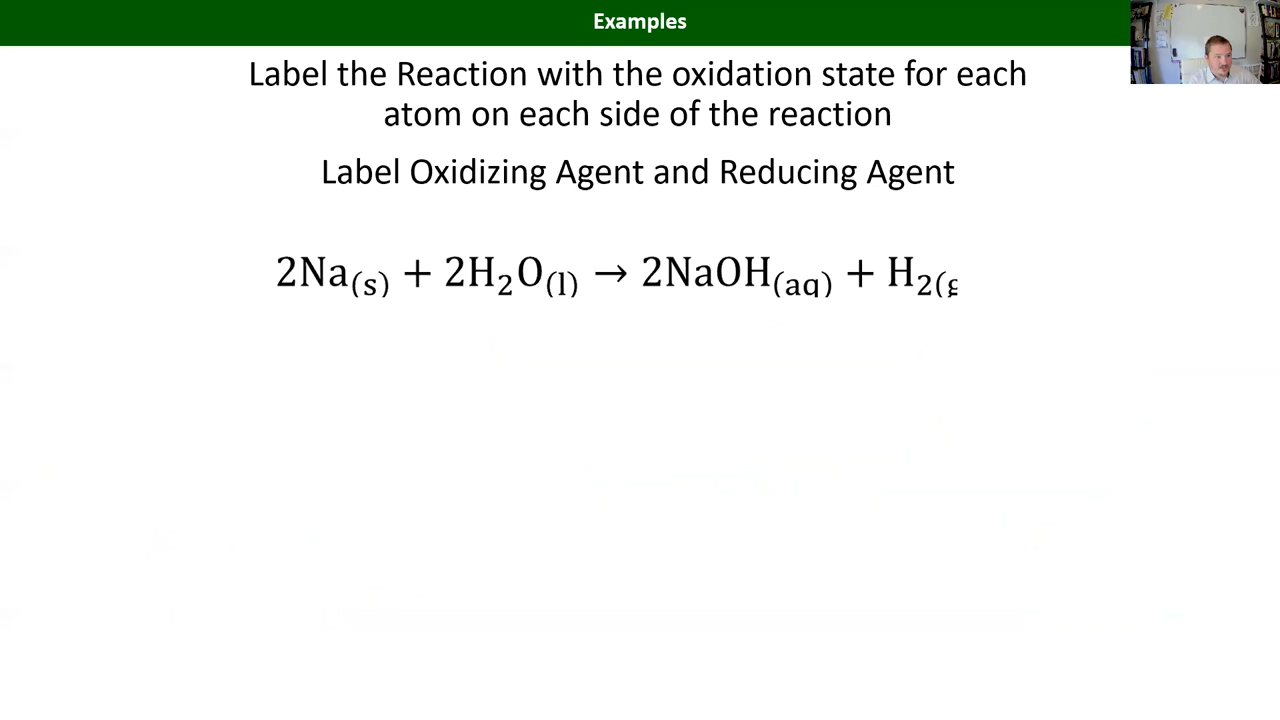 Examples
Label the Reaction with the oxidation state for each
atom on each side of the reaction
Label Oxidizing Agent and Reducing Agent
2Na₍s₎ + 2H₂O₍l₎ → 2NaOH₍aq₎ + H₂₍g